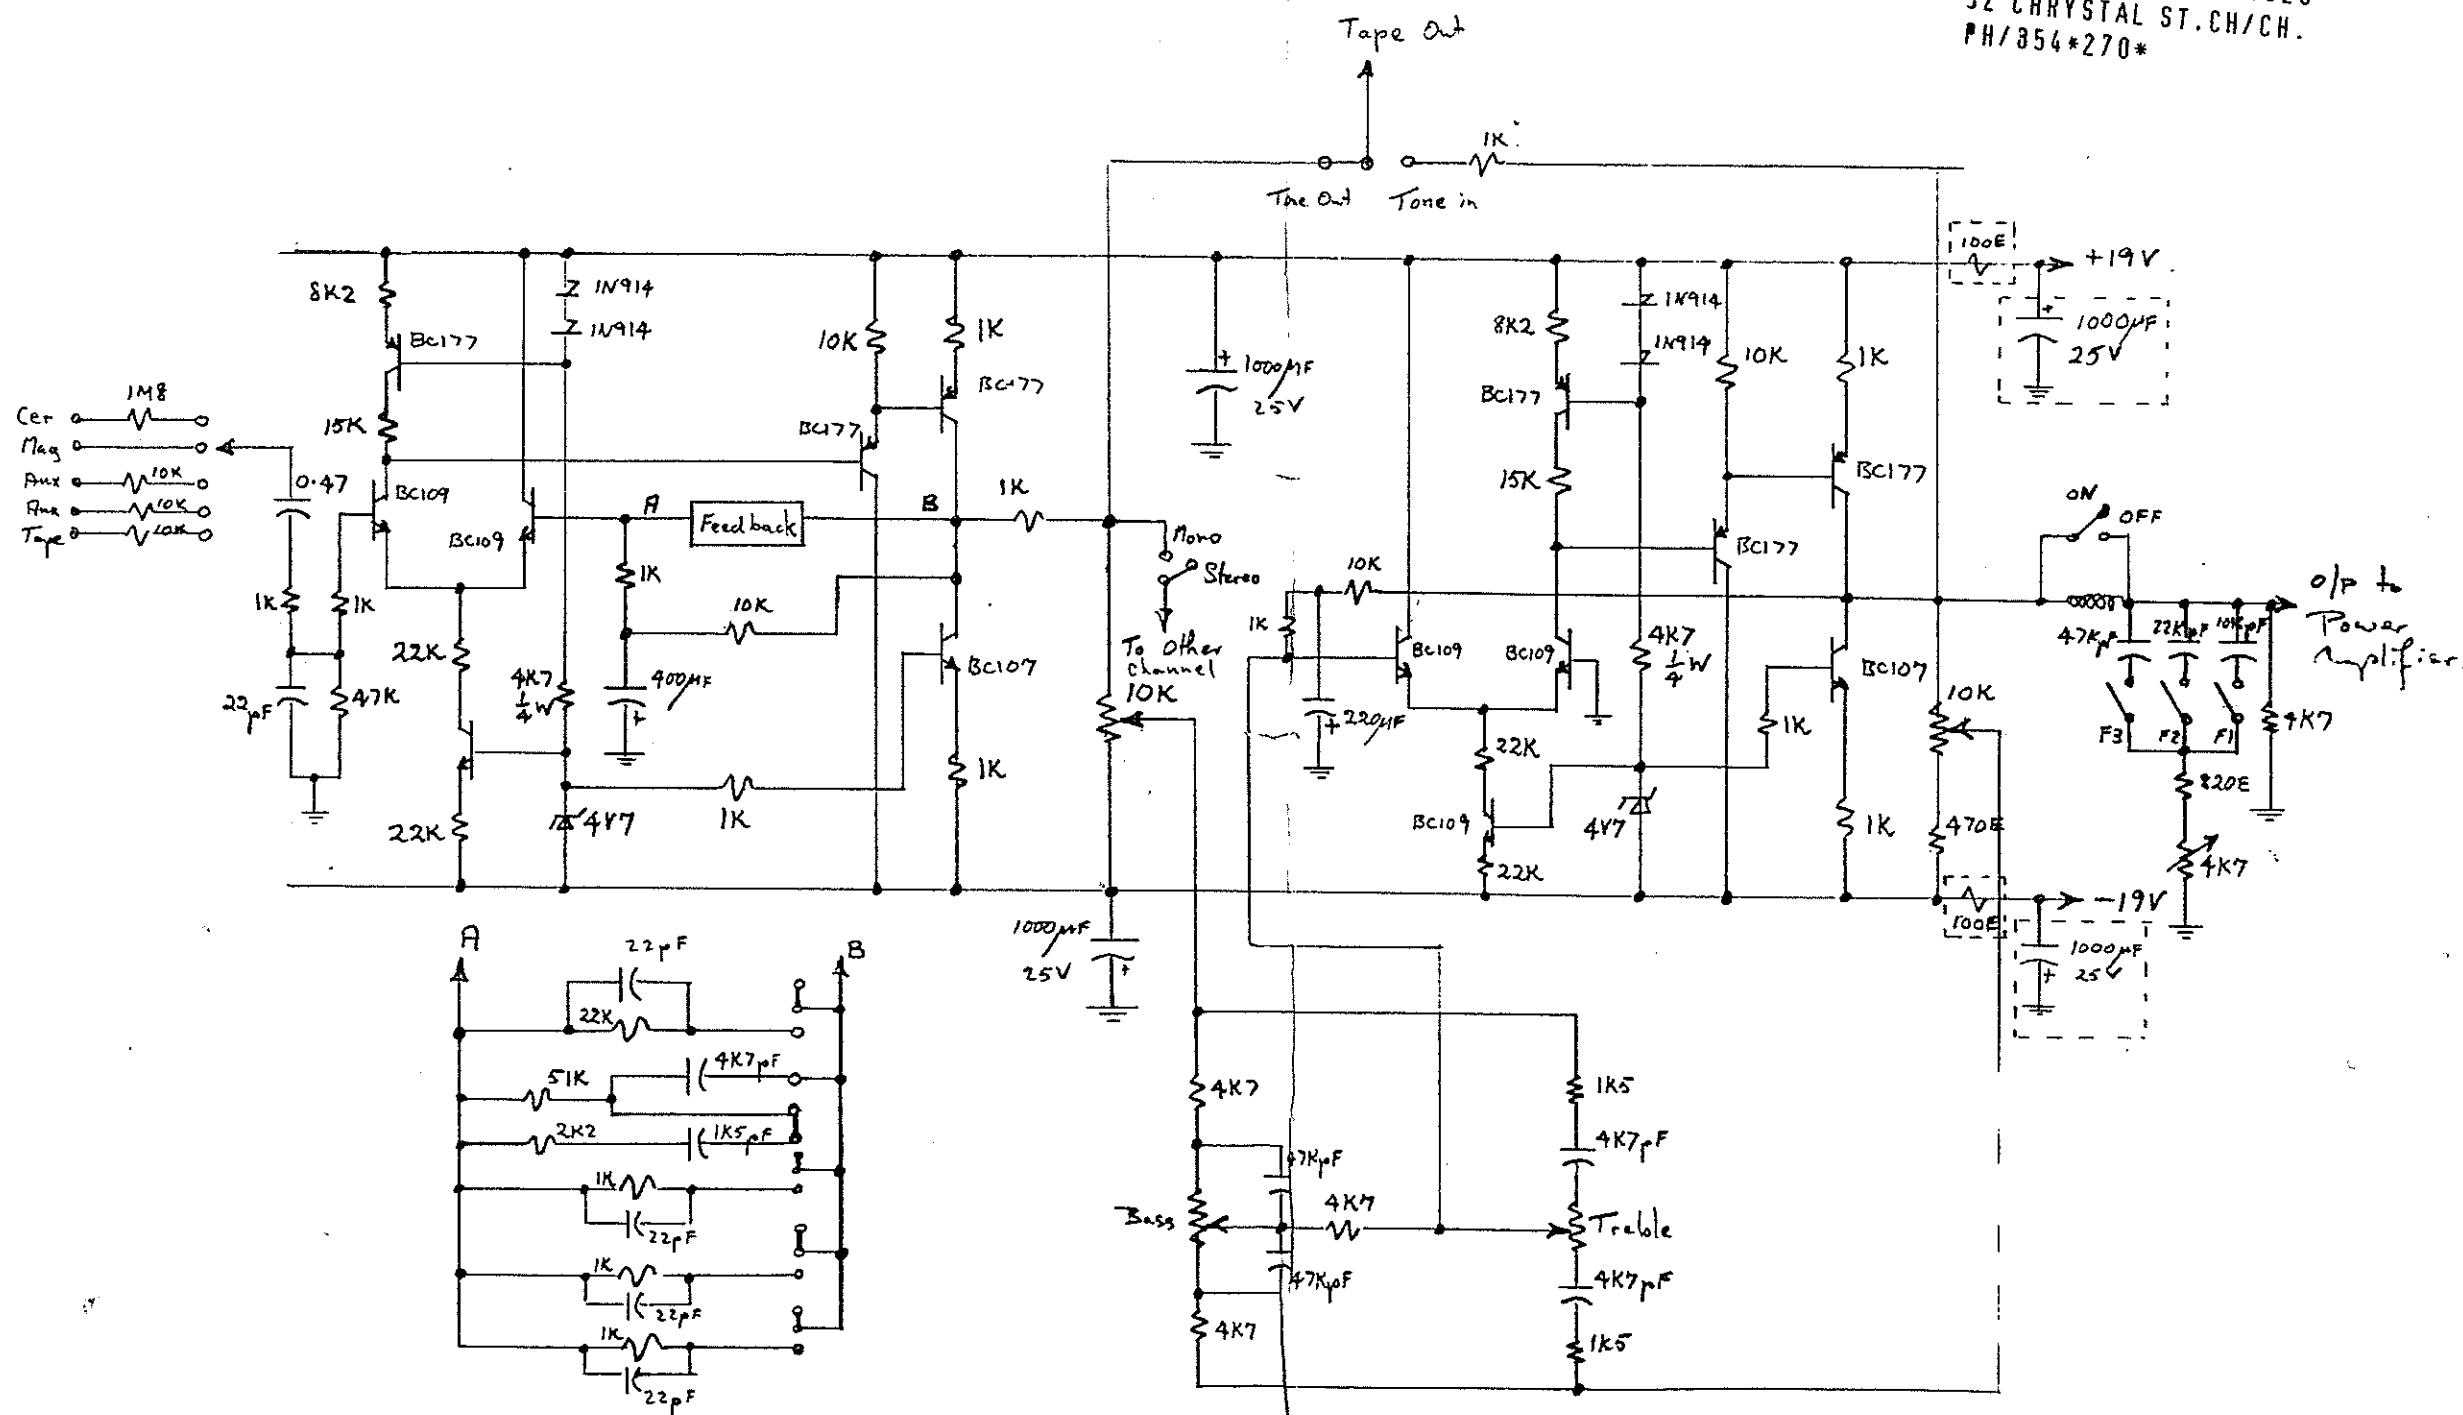 32 CHRYSTAL ST.CH/CH.
PH/354*270*
Tape Out
1K
Tone Out
Tone in
100E
+19V
1000µF
25V
8K2
1N914
1N914
BC177
10K
1K
BC177
1000µF
25V
8K2
1N914
1N914
BC177
10K
1K
Cer
1M8
Mag
Aux
10K
Aux
10K
Tape
10K
15K
BC177
0.47
BC109
BC109
A
Feedback
B
1K
Mono
Stereo
To Other
Channel
15K
BC177
BC177
ON
OFF
1K
1K
1K
10K
10K
1K
BC109
BC109
4K7
¼W
BC107
o/p to
Power
Amplifier
47KpF
22KpF
10KpF
22pF
47K
22K
4K7
¼W
400µF
BC107
10K
220µF
22K
1K
10K
F3
F2
F1
4K7
22K
4V7
1K
1K
BC109
4V7
22K
1K
470E
820E
4K7
100E
-19V
1000µF
25V
1000µF
25V
A
B
22pF
22K
4K7pF
51K
2K2
1K5pF
1K
22pF
1K
22pF
1K
22pF
4K7
1K5
47KpF
4K7pF
Bass
4K7
Treble
47KpF
4K7pF
4K7
1K5